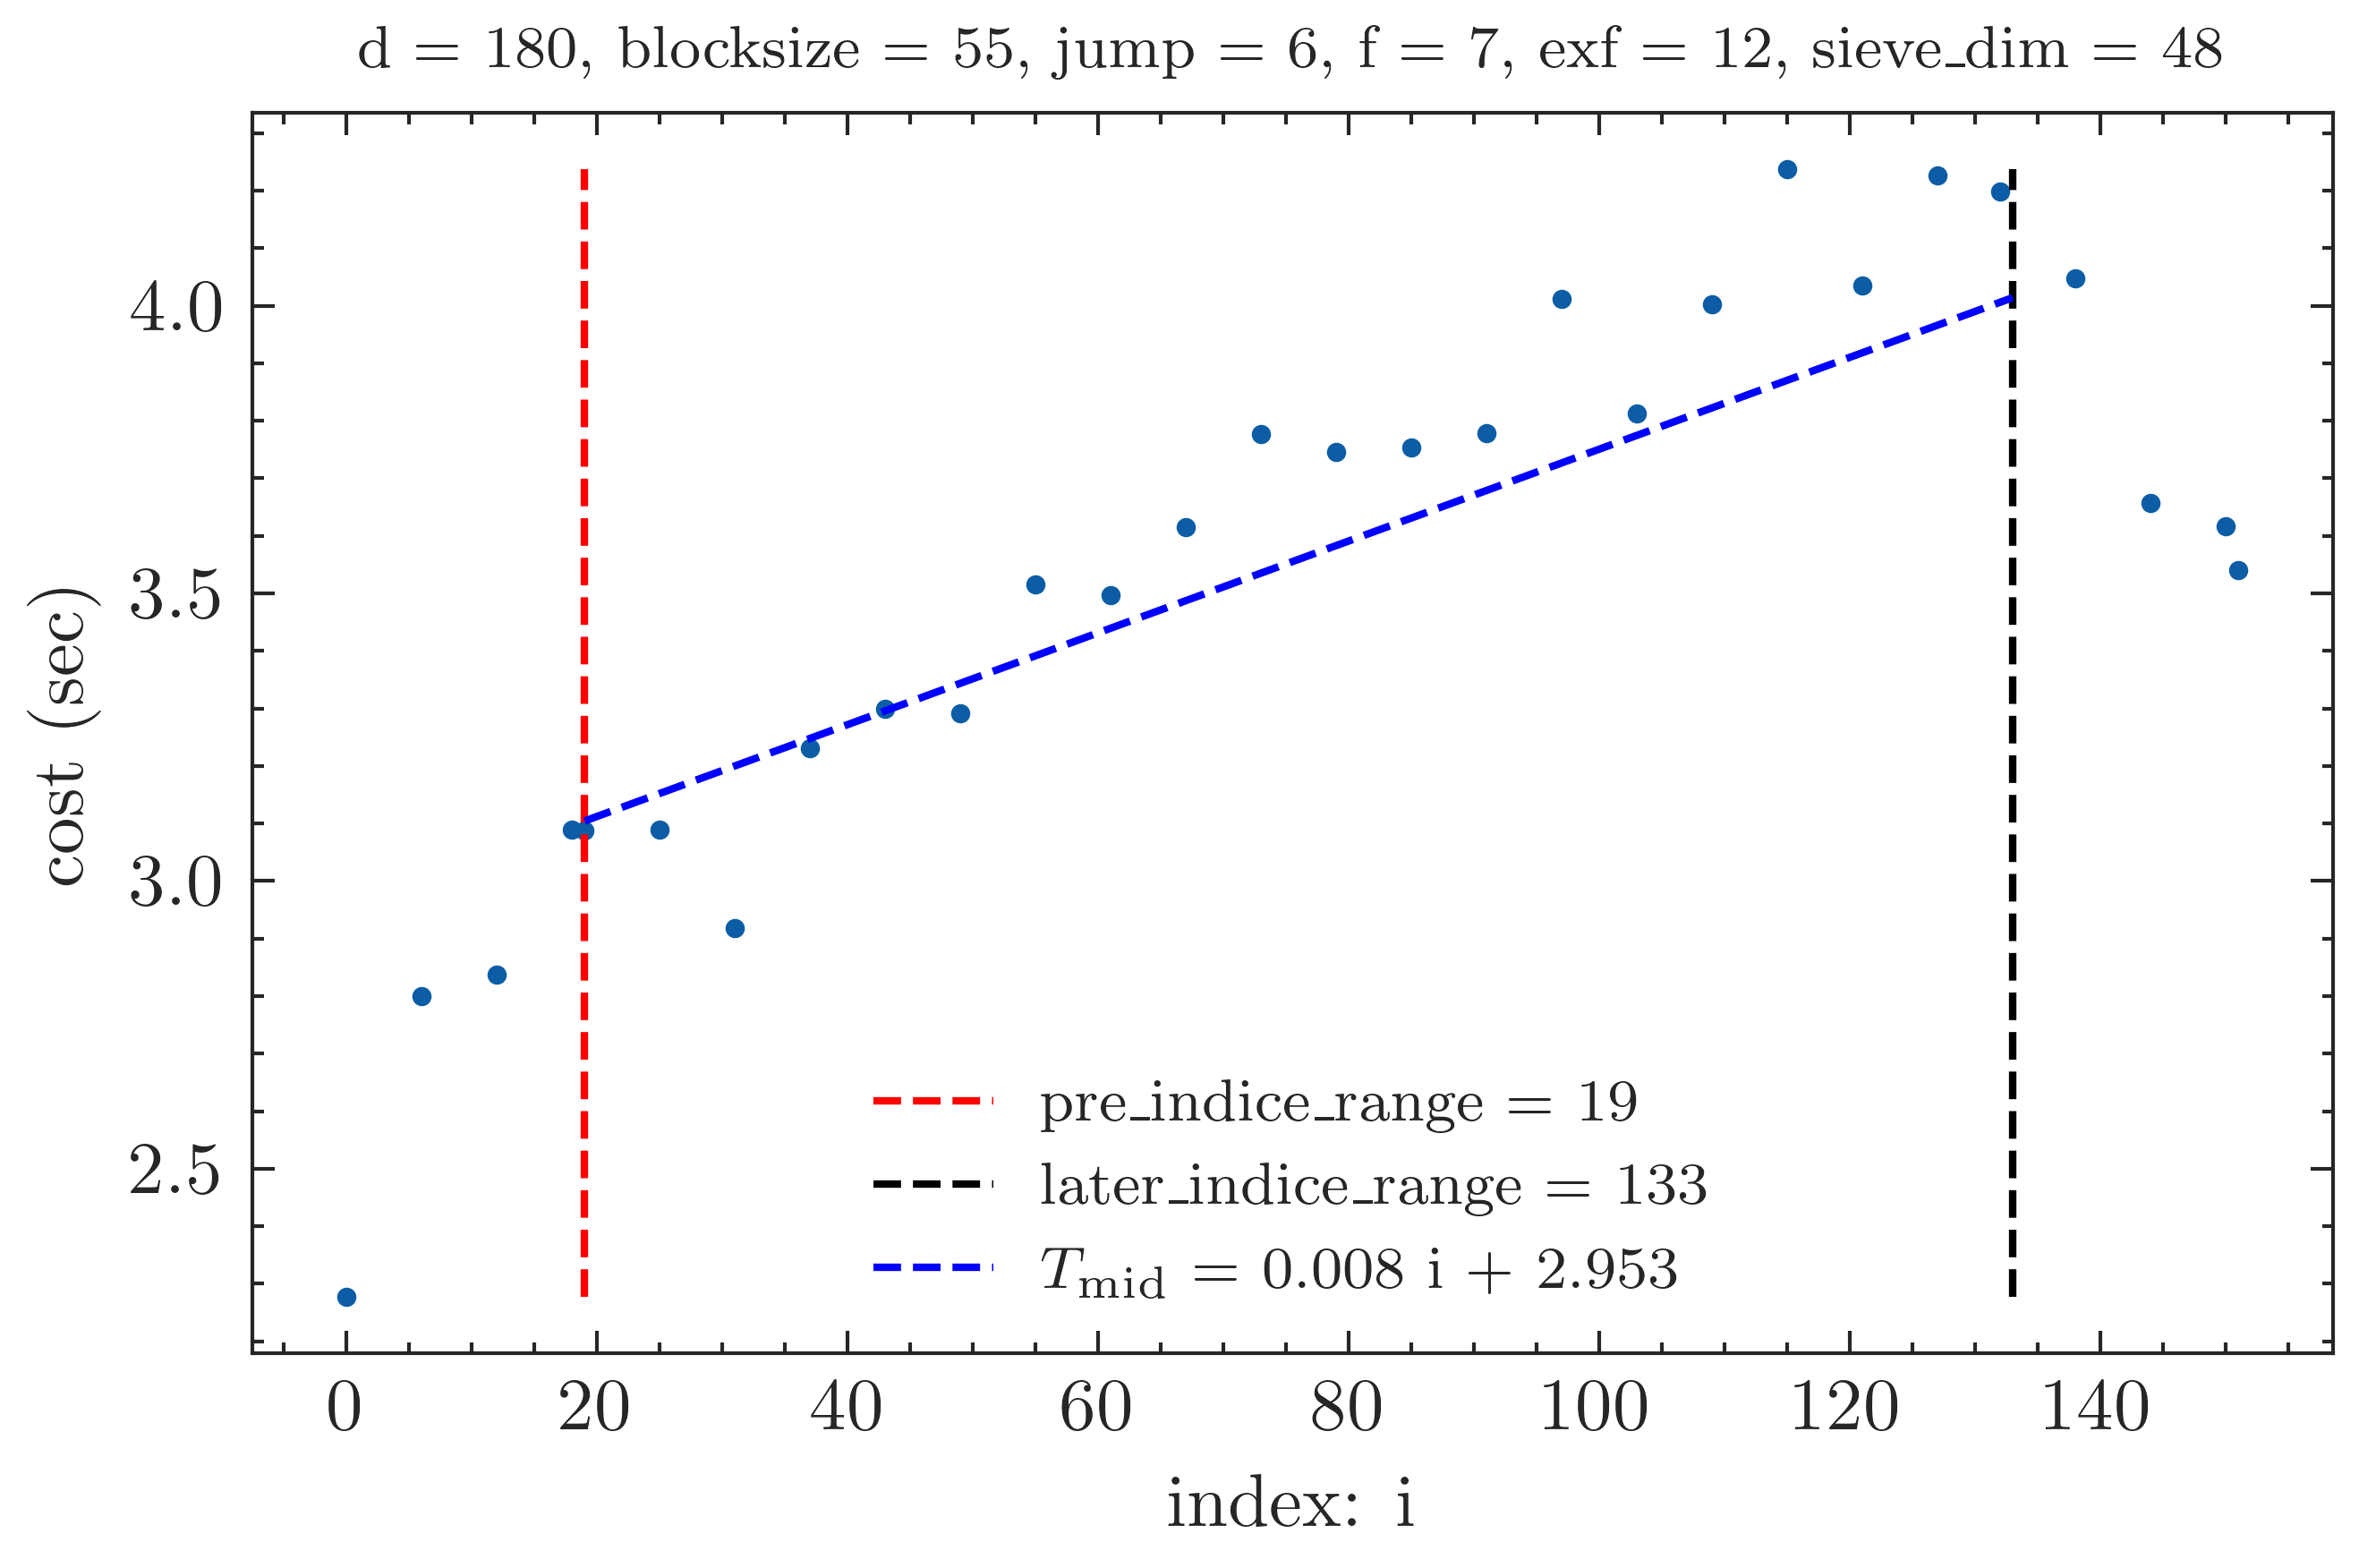 d = 180, blocksize = 55, jump = 6, f = 7, exf = 12, sieve_dim = 48
cost (sec)
4.0
3.5
3.0
2.5
pre_indice_range = 19
later_indice_range = 133
T_mid = 0.008 i + 2.953
0 20 40 60 80 100 120 140
index: i